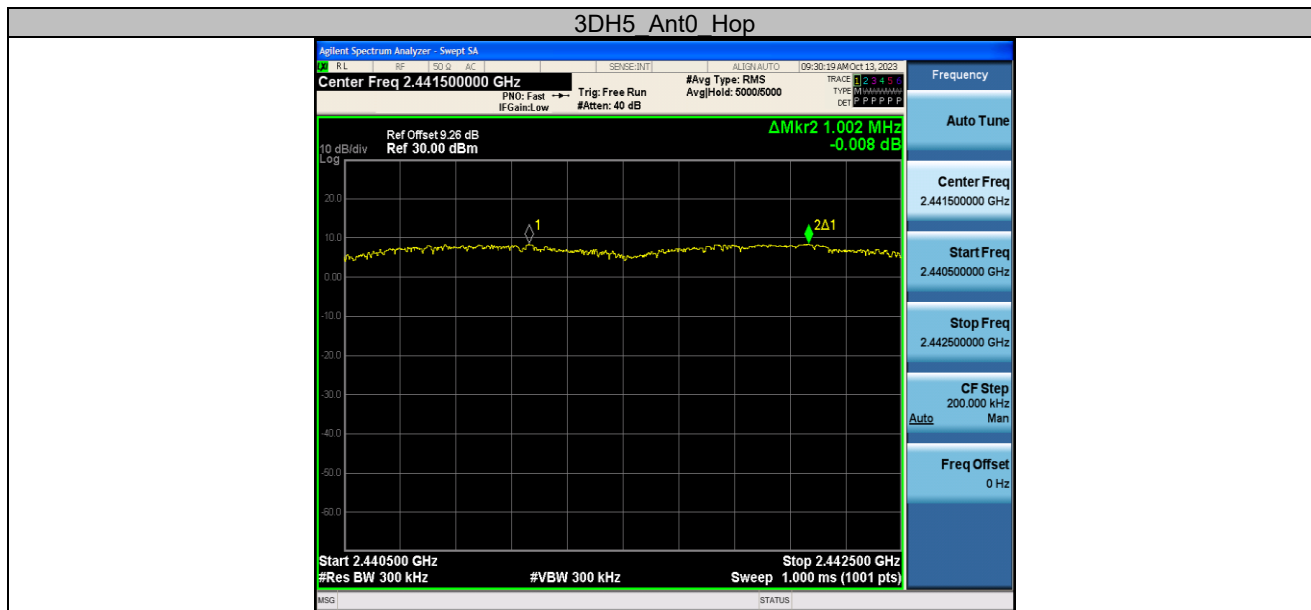 3DH5_Ant0_Hop
Agilent Spectrum Analyzer - Swept SA
RL RF 50 Ω AC SENSE:INT ALIGN AUTO 09:30:19 AM Oct 13, 2023
Center Freq 2.441500000 GHz
PNO: Fast
IFGain:Low
Trig: Free Run
#Atten: 40 dB
#Avg Type: RMS
Avg|Hold: 5000/5000
TRACE 1 2 3 4 5 6
TYPE M
DET P P P P P P
ΔMkr2 1.002 MHz
-0.008 dB
Ref Offset 9.26 dB
10 dB/div Ref 30.00 dBm
Log
20.0
10.0
0.00
-10.0
-20.0
-30.0
-40.0
-50.0
-60.0
1
2Δ1
Start 2.440500 GHz Stop 2.442500 GHz
#Res BW 300 kHz #VBW 300 kHz Sweep 1.000 ms (1001 pts)
MSG STATUS
Frequency
Auto Tune
Center Freq
2.441500000 GHz
Start Freq
2.440500000 GHz
Stop Freq
2.442500000 GHz
CF Step
200.000 kHz
Auto Man
Freq Offset
0 Hz